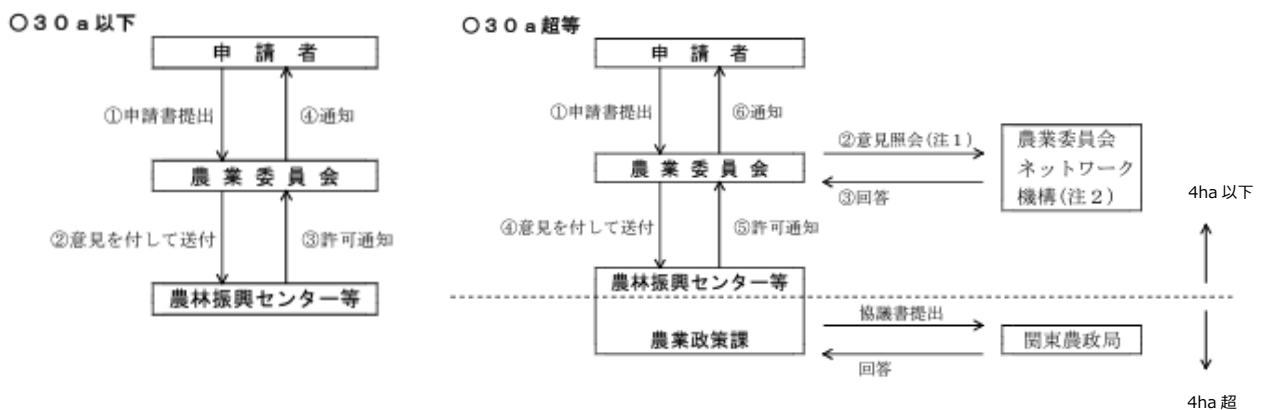 ○30a以下
申請者
①申請書提出
④通知
農業委員会
②意見を付して送付
③許可通知
農林振興センター等
○30a超等
申請者
①申請書提出
⑥通知
農業委員会
②意見照会(注1)
③回答
農業委員会
ネットワーク
機構(注2)
④意見を付して送付
⑤許可通知
農林振興センター等
農業政策課
協議書提出
回答
関東農政局
4ha以下
4ha超